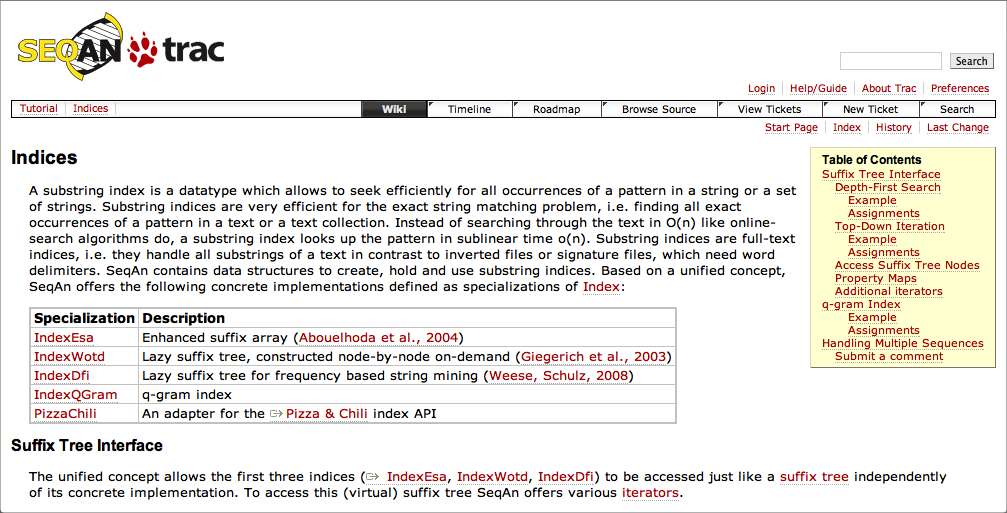 SEQAN trac
Search
Login Help/Guide About Trac Preferences
Tutorial Indices Wiki Timeline Roadmap Browse Source View Tickets New Ticket Search
Start Page Index History Last Change
Indices
A substring index is a datatype which allows to seek efficiently for all occurrences of a pattern in a string or a set
of strings. Substring indices are very efficient for the exact string matching problem, i.e. finding all exact
occurrences of a pattern in a text or a text collection. Instead of searching through the text in O(n) like online-
search algorithms do, a substring index looks up the pattern in sublinear time o(n). Substring indices are full-text
indices, i.e. they handle all substrings of a text in contrast to inverted files or signature files, which need word
delimiters. SeqAn contains data structures to create, hold and use substring indices. Based on a unified concept,
SeqAn offers the following concrete implementations defined as specializations of Index:
Table of Contents
Suffix Tree Interface
Depth-First Search
Example
Assignments
Top-Down Iteration
Example
Assignments
Access Suffix Tree Nodes
Property Maps
Additional iterators
q-gram Index
Example
Assignments
Handling Multiple Sequences
Submit a comment
Specialization Description
IndexEsa Enhanced suffix array (Abouelhoda et al., 2004)
IndexWotd Lazy suffix tree, constructed node-by-node on-demand (Giegerich et al., 2003)
IndexDfi Lazy suffix tree for frequency based string mining (Weese, Schulz, 2008)
IndexQGram q-gram index
PizzaChili An adapter for the Pizza & Chili index API
Suffix Tree Interface
The unified concept allows the first three indices ( IndexEsa, IndexWotd, IndexDfi) to be accessed just like a suffix tree independently
of its concrete implementation. To access this (virtual) suffix tree SeqAn offers various iterators.